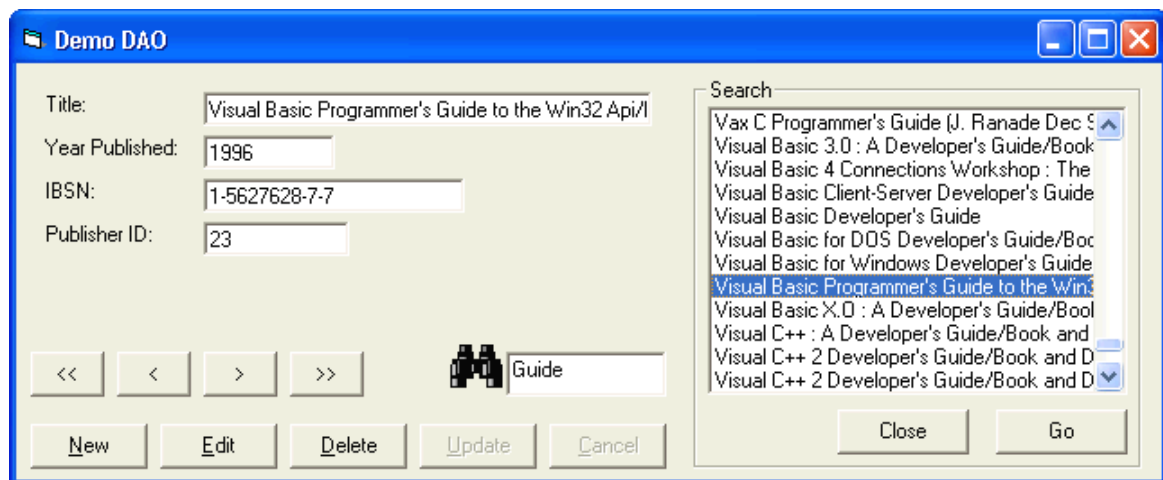 Demo DAO
Title: Visual Basic Programmer's Guide to the Win32 Api/
Year Published: 1996
IBSN: 1-5627628-7-7
Publisher ID: 23
<< < > >>
Guide
New Edit Delete Update Cancel
Search
Vax C Programmer's Guide (J. Ranade Dec
Visual Basic 3.0 : A Developer's Guide/Book
Visual Basic 4 Connections Workshop : The
Visual Basic Client-Server Developer's Guide
Visual Basic Developer's Guide
Visual Basic for DOS Developer's Guide/Boo
Visual Basic for Windows Developer's Guide
Visual Basic Programmer's Guide to the Win3
Visual Basic X.0 : A Developer's Guide/Book
Visual C++ : A Developer's Guide/Book and
Visual C++ 2 Developer's Guide/Book and D
Visual C++ 2 Developer's Guide/Book and D
Close Go